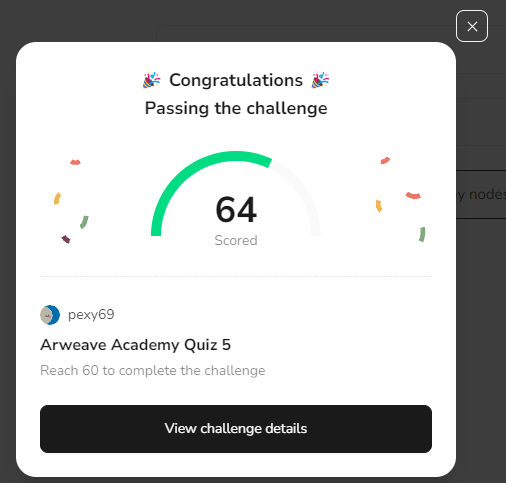 Congratulations
Passing the challenge
64
Scored
pexy69
Arweave Academy Quiz 5
Reach 60 to complete the challenge
View challenge details
y nodes